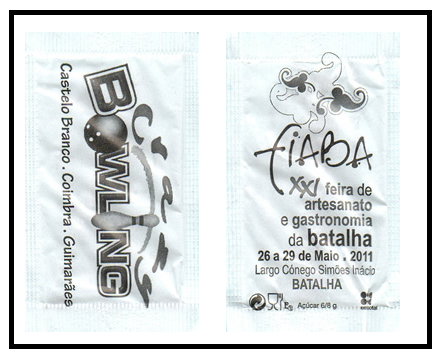 Crazy
BOWLING
Castelo Branco . Coimbra . Guimarães
FIABA
XXI feira de
artesanato
e gastronomia
da batalha
26 a 29 de Maio . 2011
Largo Cónego Simões Inácio
BATALHA
Açúcar 6/8 g